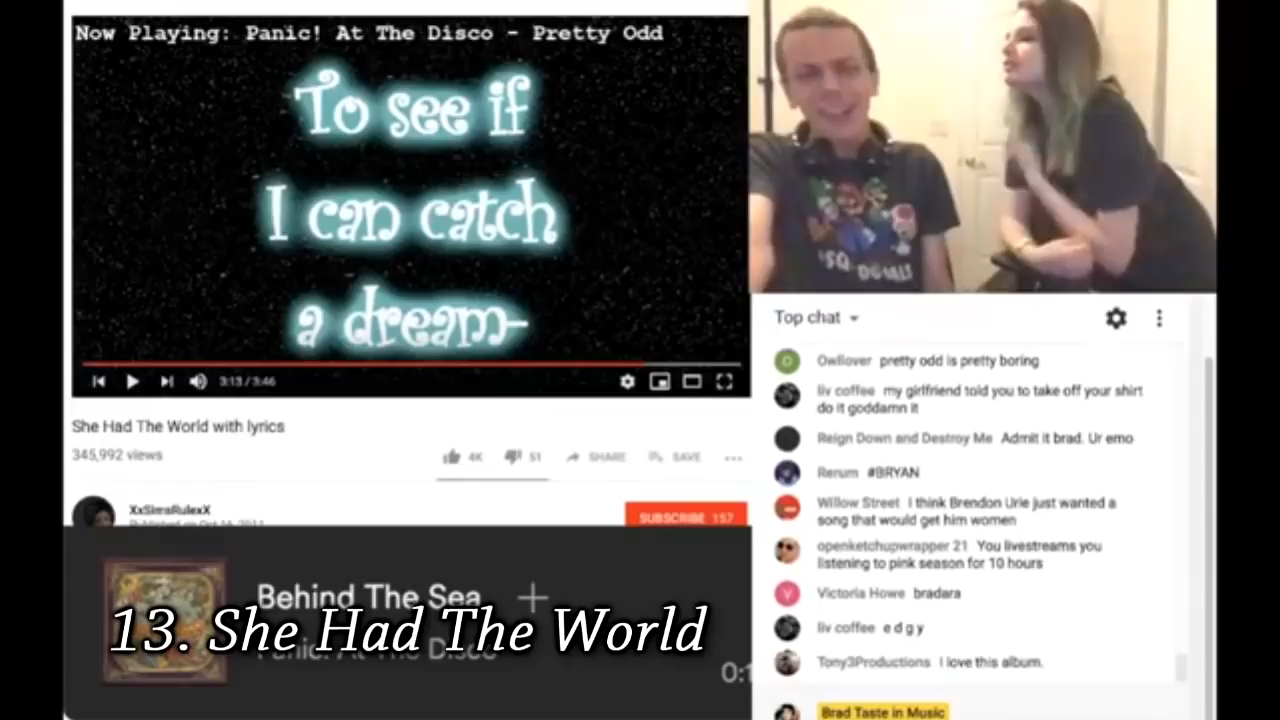 Now Playing: Panic! At The Disco - Pretty Odd
To see if
I can catch
a dream-
3:13 / 3:46
She Had The World with lyrics
345,992 views
4K
51
SHARE
SAVE
XxSimsRulexX
SUBSCRIBE 157
Behind The Sea
13. She Had The World
Panic! At The Disco
Top chat
O
Owllover pretty odd is pretty boring
liv coffee my girlfriend told you to take off your shirt
do it goddamn it
Reign Down and Destroy Me Admit it brad. Ur emo
Rerum #BRYAN
Willow Street I think Brendon Urie just wanted a
song that would get him women
openketchupwrapper 21 You livestreams you
listening to pink season for 10 hours
V
Victoria Howe bradara
liv coffee e d g y
Tony3Productions I love this album.
Brad Taste in Music